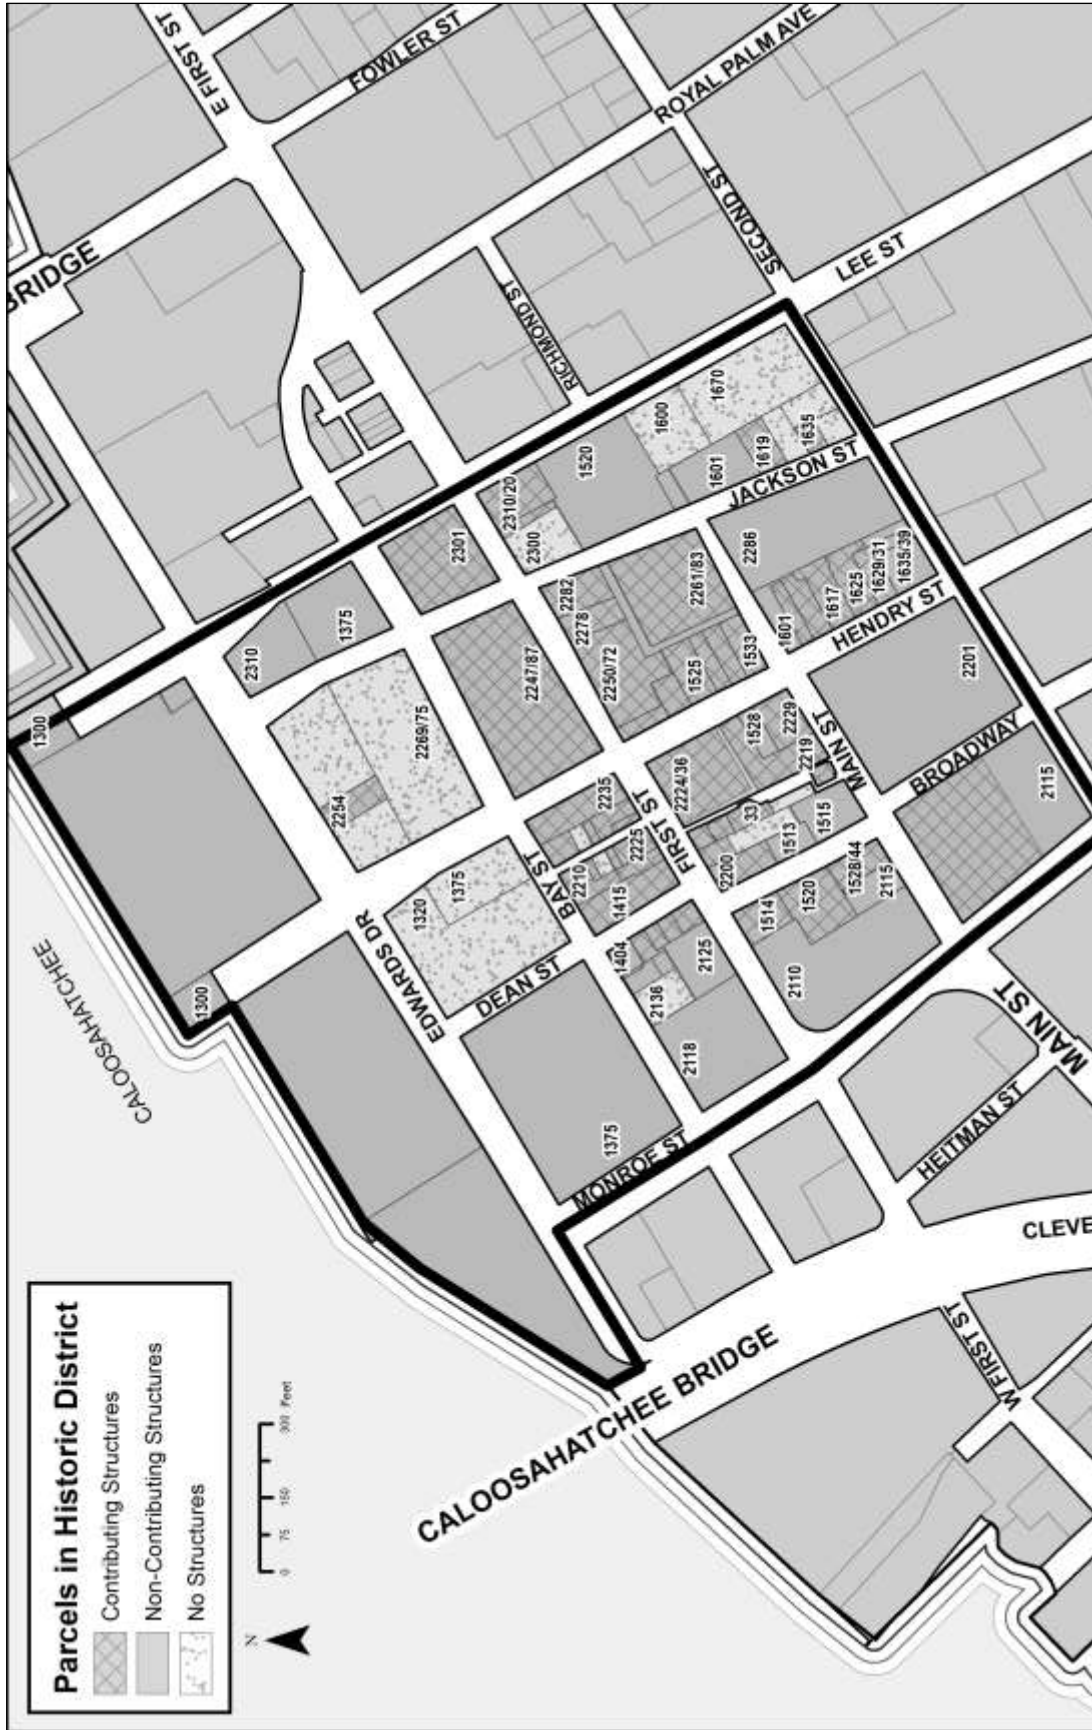 Parcels in Historic District
Contributing Structures
Non-Contributing Structures
No Structures
N
0 75 150 300 Feet
CALOOSAHATCHEE
CALOOSAHATCHEE BRIDGE
BRIDGE
E FIRST ST
FOWLER ST
ROYAL PALM AVE
SECOND ST
LEE ST
RICHMOND ST
JACKSON ST
HENDRY ST
BROADWAY
MAIN ST
FIRST ST
BAY ST
EDWARDS DR
DEAN ST
MONROE ST
MAIN ST
HEITMAN ST
W FIRST ST
CLEVE
1300
1300
2310
1375
2301
2310/20
2300
1520
1600
1670
1601
1619
1635
2254
2269/75
2247/87
2282
2278
2250/72
2261/83
1525
1533
2286
1601
1617
1625
1629/31
1635/39
1320
1375
2235
2210
2225
1415
2224/36
1528
2229
2219
33
2200
1513
1515
2201
1404
2136
2125
2118
1375
1514
1520
1528/44
2115
2110
2115